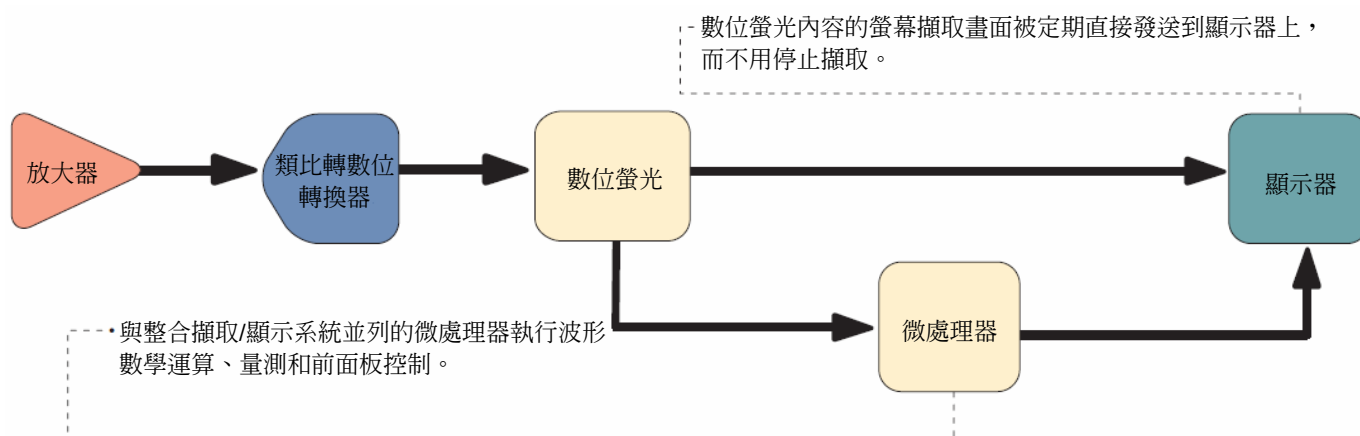 數位螢光內容的螢幕擷取畫面被定期直接發送到顯示器上，
而不用停止擷取。
放大器
類比轉數位
轉換器
數位螢光
顯示器
微處理器
與整合擷取/顯示系統並列的微處理器執行波形
數學運算、量測和前面板控制。